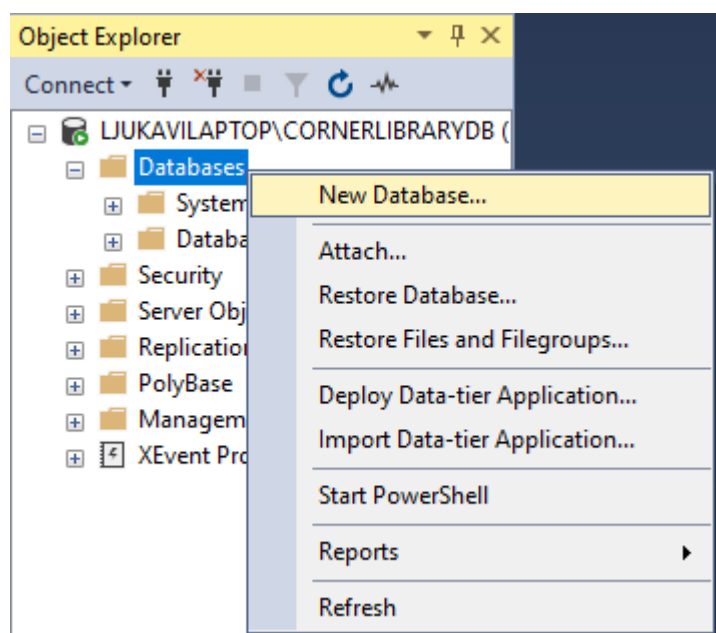 Object Explorer
Connect
LJUKAVILAPTOP\CORNERLIBRARYDB (
Databases
System
Databa
Security
Server Obj
Replication
PolyBase
Managem
XEvent Pro
New Database...
Attach...
Restore Database...
Restore Files and Filegroups...
Deploy Data-tier Application...
Import Data-tier Application...
Start PowerShell
Reports
Refresh